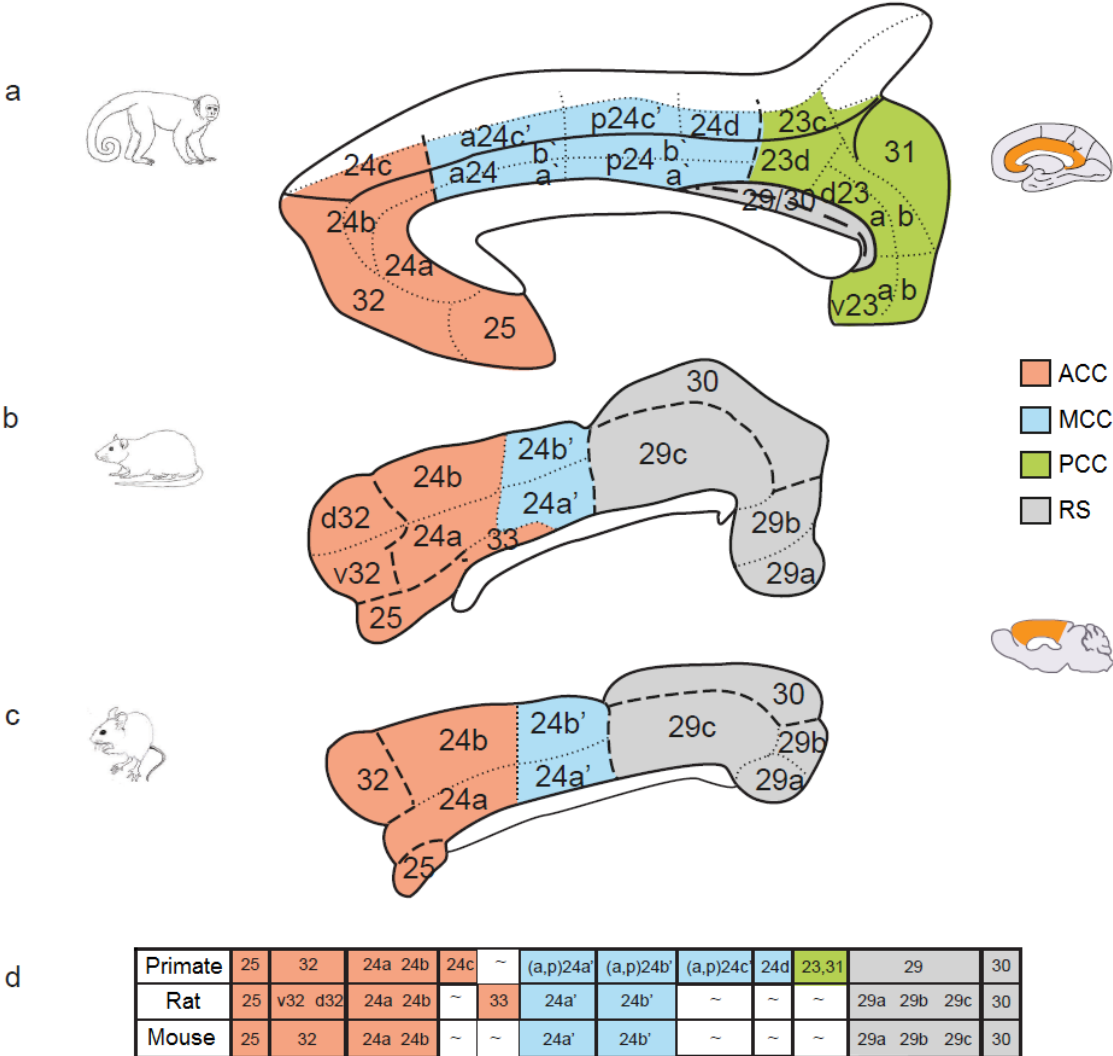 a
24c
a24c’
p24c’
24d
23c
31
a24
b`
a`
p24
b`
a`
23d
29/30
d23
a b
24b
24a
32
25
v23
a b
ACC
MCC
PCC
RS
b
30
24b’
29c
24b
24a’
d32
24a
33
29b
v32
29a
25
c
30
24b’
29c
24b
29b
32
24a’
24a
29a
25
d
Primate 25 32 24a 24b 24c ~ (a,p)24a’ (a,p)24b’ (a,p)24c’ 24d 23,31 29 30
Rat 25 v32 d32 24a 24b ~ 33 24a’ 24b’ ~ ~ ~ 29a 29b 29c 30
Mouse 25 32 24a 24b ~ ~ 24a’ 24b’ ~ ~ ~ 29a 29b 29c 30